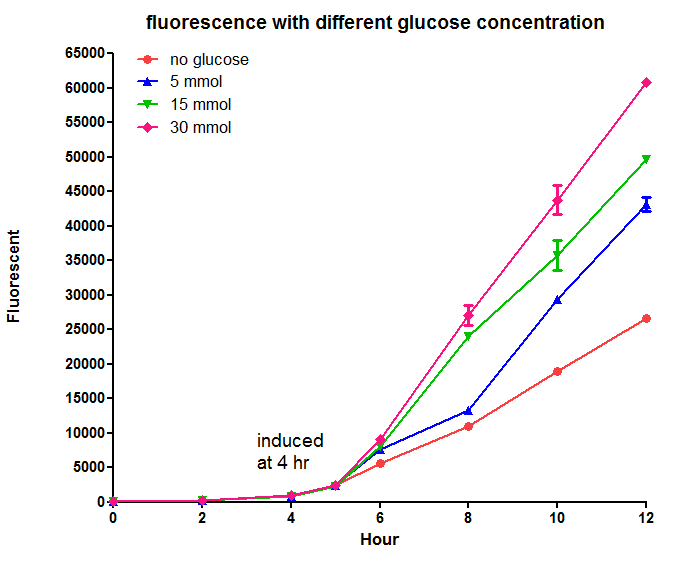 fluorescence with different glucose concentration
no glucose
5 mmol
15 mmol
30 mmol
65000
60000
55000
50000
45000
40000
35000
30000
25000
20000
15000
10000
5000
0
Fluorescent
induced
at 4 hr
0 2 4 6 8 10 12
Hour